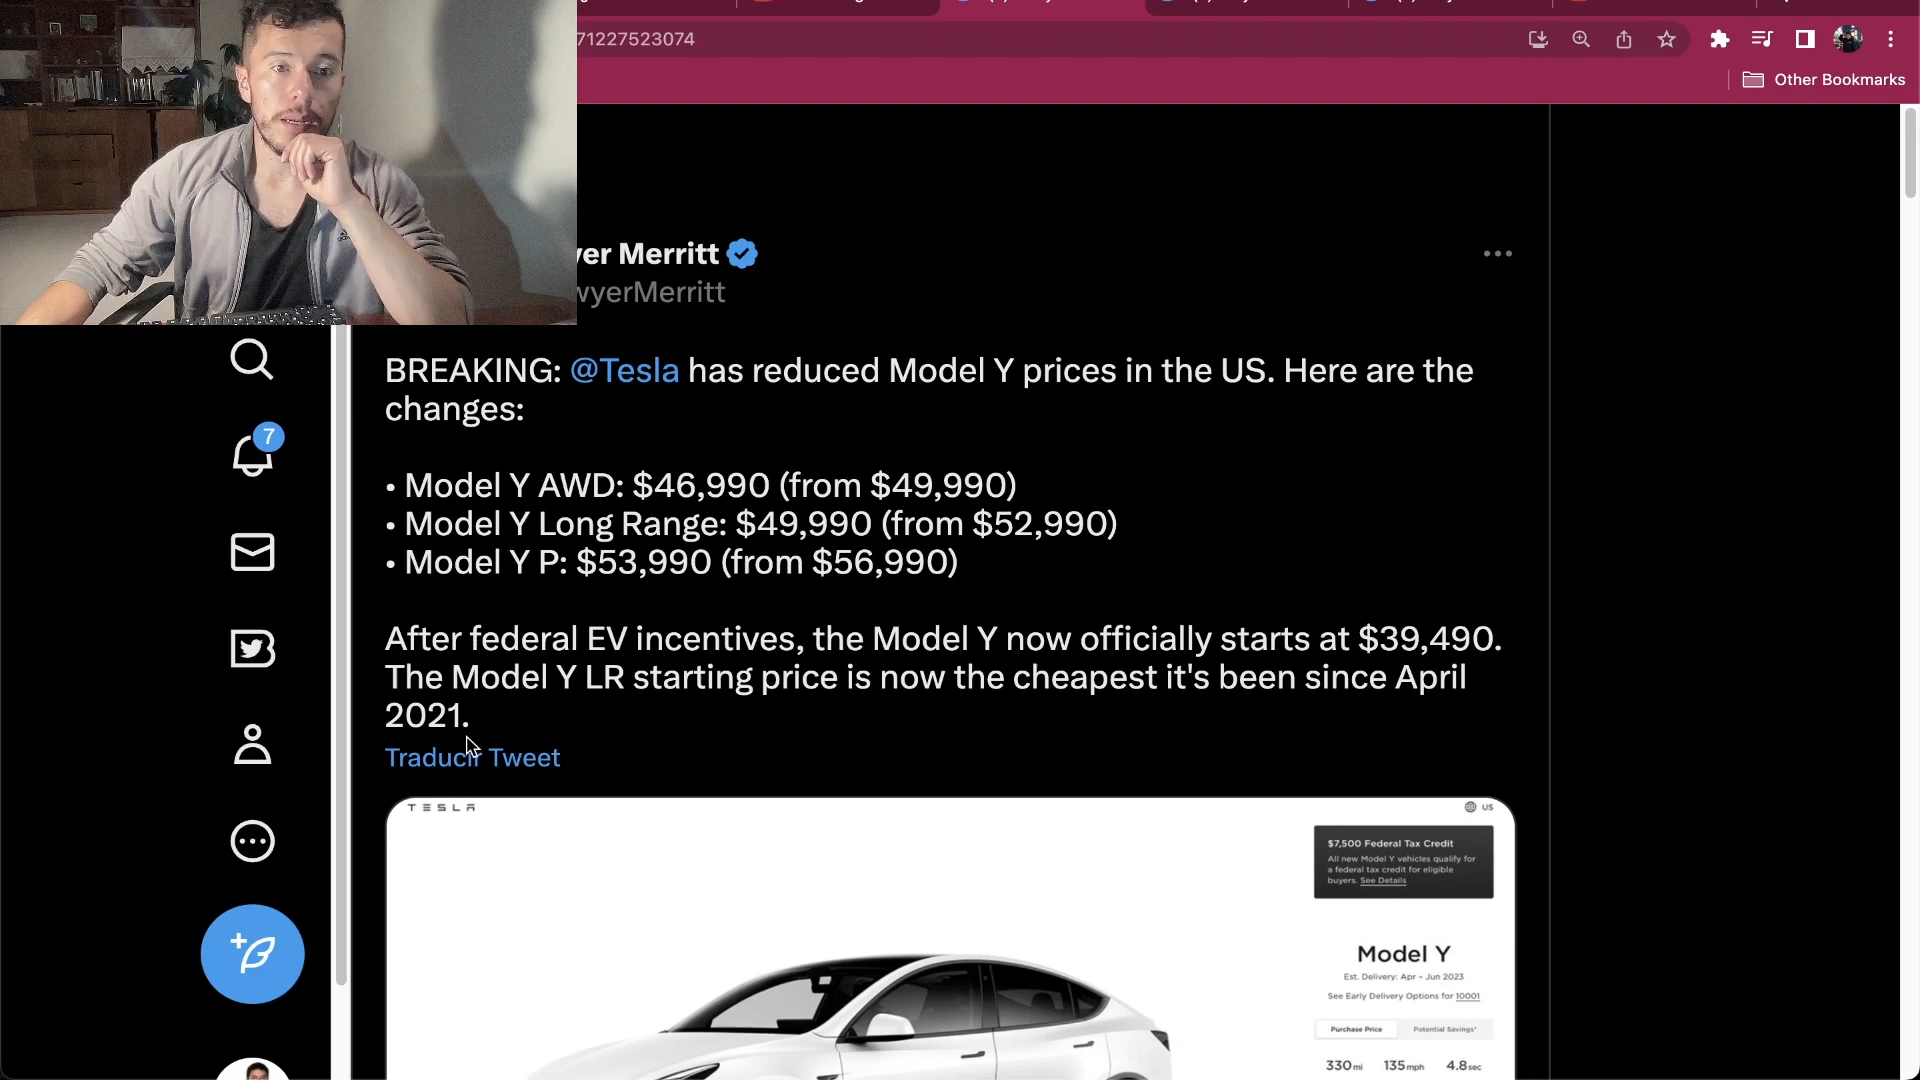 71227523074
Other Bookmarks
yer Merritt
wyerMerritt
BREAKING: @Tesla has reduced Model Y prices in the US. Here are the
changes:
• Model Y AWD: $46,990 (from $49,990)
• Model Y Long Range: $49,990 (from $52,990)
• Model Y P: $53,990 (from $56,990)
After federal EV incentives, the Model Y now officially starts at $39,490.
The Model Y LR starting price is now the cheapest it's been since April
2021.
Traducir Tweet
7
TESLA
US
$7,500 Federal Tax Credit
All new Model Y vehicles qualify for
a federal tax credit for eligible
buyers. See Details
Model Y
Est. Delivery: Apr - Jun 2023
See Early Delivery Options for 10001
Purchase Price Potential Savings*
330mi 135mph 4.8sec